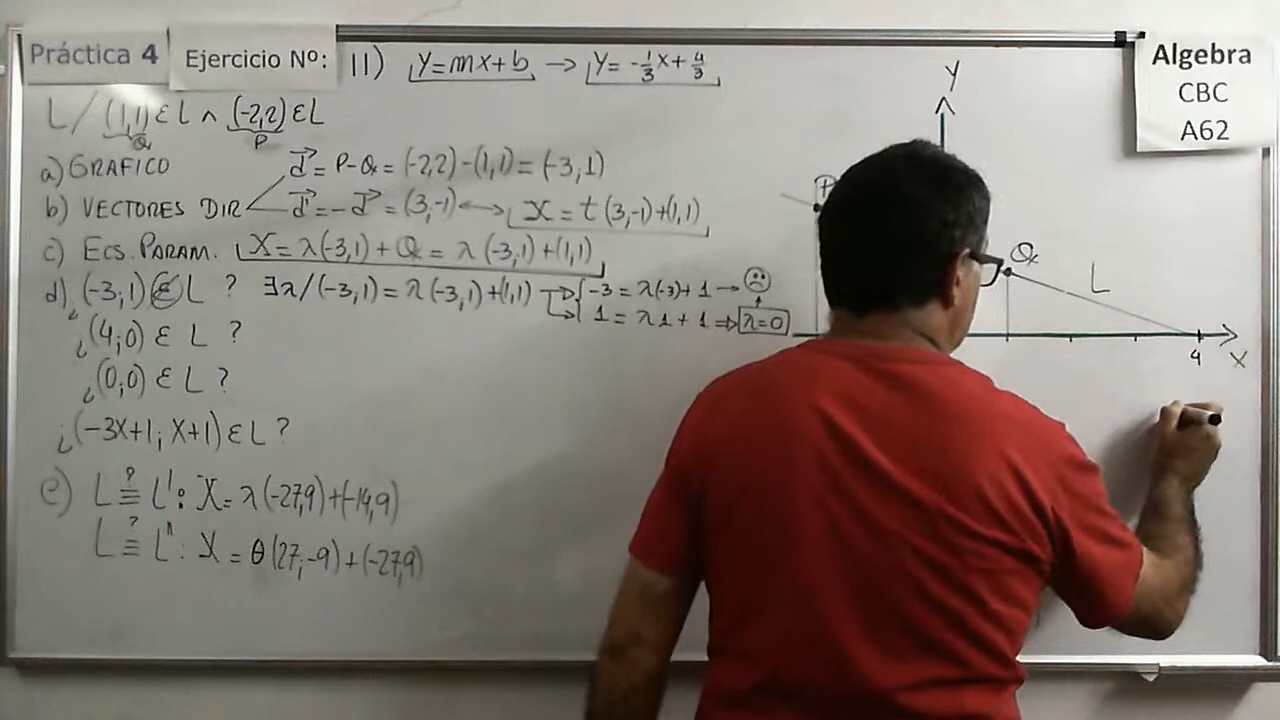 Práctica 4 Ejercicio Nº: 11) y=mx+b → y=-1/3x+4/3
Algebra
CBC
A62
L/(1,1)εL ∧ (-2,2)εL
Q P
a) GRAFICO
d⃗=P-Q=(-2,2)-(1,1)=(-3,1)
b) VECTORES DIR
d⃗=-d⃗=(3,-1)↔X=t(3,-1)+(1,1)
c) ECS. PARAM. X=λ(-3,1)+Q=λ(-3,1)+(1,1)
d) ¿(-3,1)εL ? ∃λ/(-3,1)=λ(-3,1)+(1,1) → -3=λ(-3)+1→☹
1=λ1+1⇒λ=0
¿(4;0) ε L ?
¿(0;0) ε L ?
¿(-3X+1; X+1) ε L ?
e) L ≟ L': X=λ(-27,9)+(-14,9)
L ≟ L'': X=θ(27;-9)+(-27,9)
Y
P
Q
L
4
X